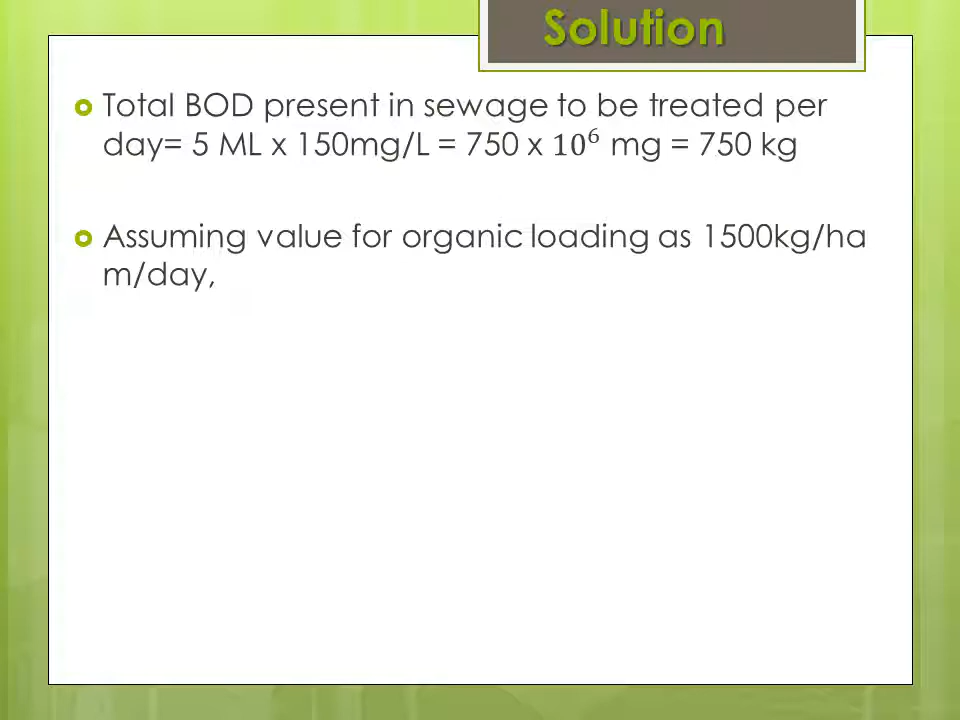 Solution
Total BOD present in sewage to be treated per
day= 5 ML x 150mg/L = 750 x 10⁶ mg = 750 kg
Assuming value for organic loading as 1500kg/ha
m/day,